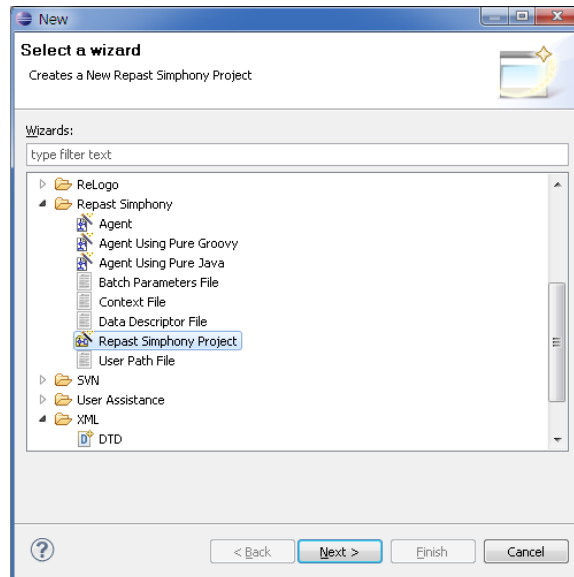 New
Select a wizard
Creates a New Repast Simphony Project
Wizards:
type filter text
ReLogo
Repast Simphony
Agent
Agent Using Pure Groovy
Agent Using Pure Java
Batch Parameters File
Context File
Data Descriptor File
Repast Simphony Project
User Path File
SVN
User Assistance
XML
DTD
< Back Next > Finish Cancel